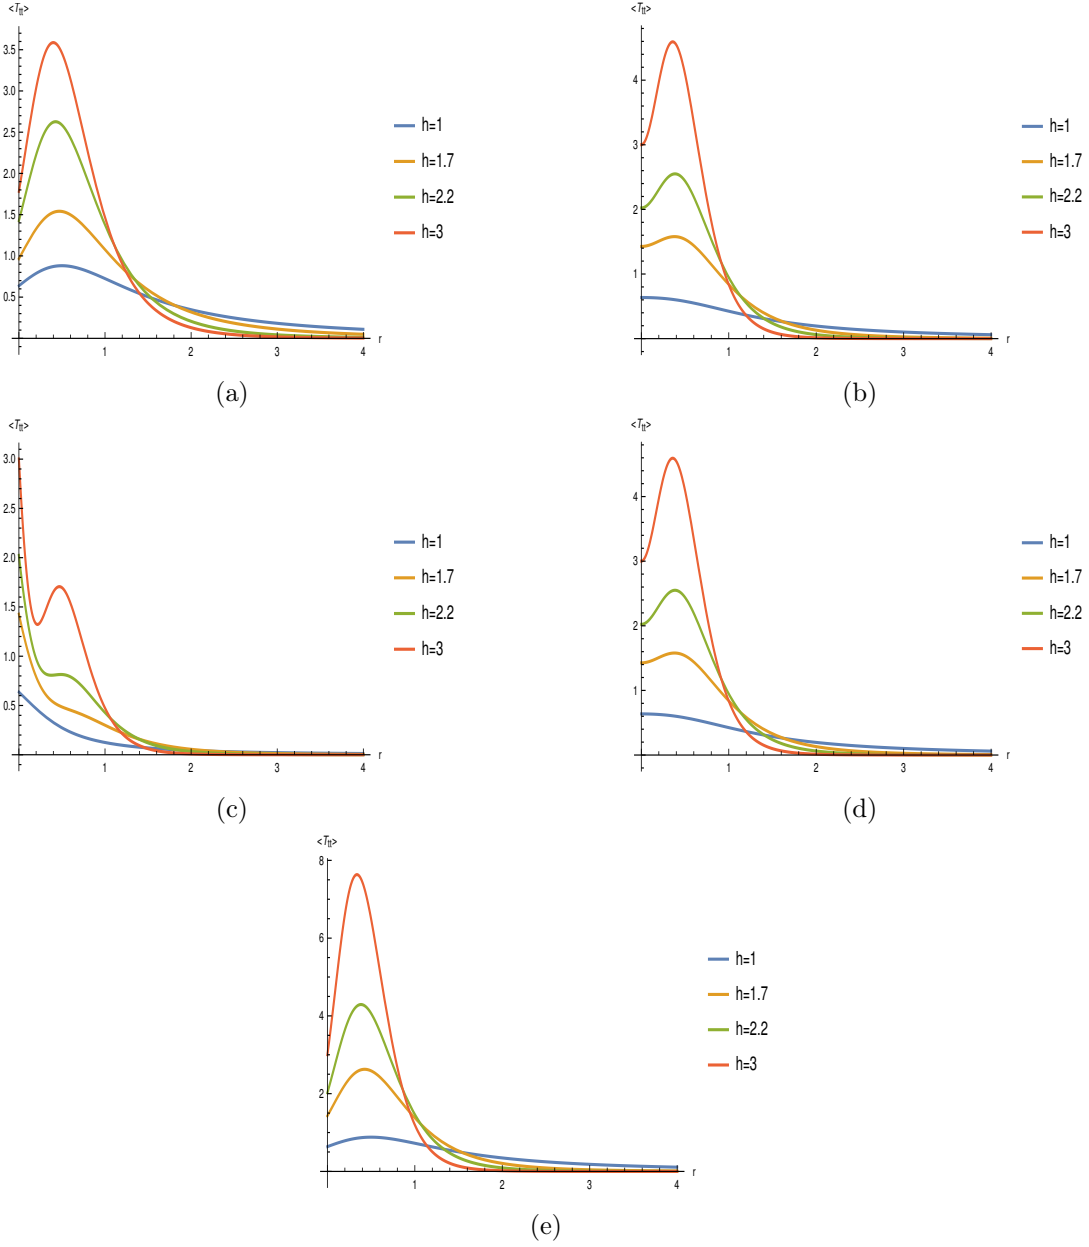 <T_tt>
3.5
3.0
2.5
2.0
1.5
1.0
0.5
1 2 3 4 r
h=1
h=1.7
h=2.2
h=3
(a)
<T_tt>
4
3
2
1
1 2 3 4 r
h=1
h=1.7
h=2.2
h=3
(b)
<T_tt>
3.0
2.5
2.0
1.5
1.0
0.5
1 2 3 4 r
h=1
h=1.7
h=2.2
h=3
(c)
<T_tt>
4
3
2
1
1 2 3 4 r
h=1
h=1.7
h=2.2
h=3
(d)
<T_tt>
8
6
4
2
1 2 3 4 r
h=1
h=1.7
h=2.2
h=3
(e)